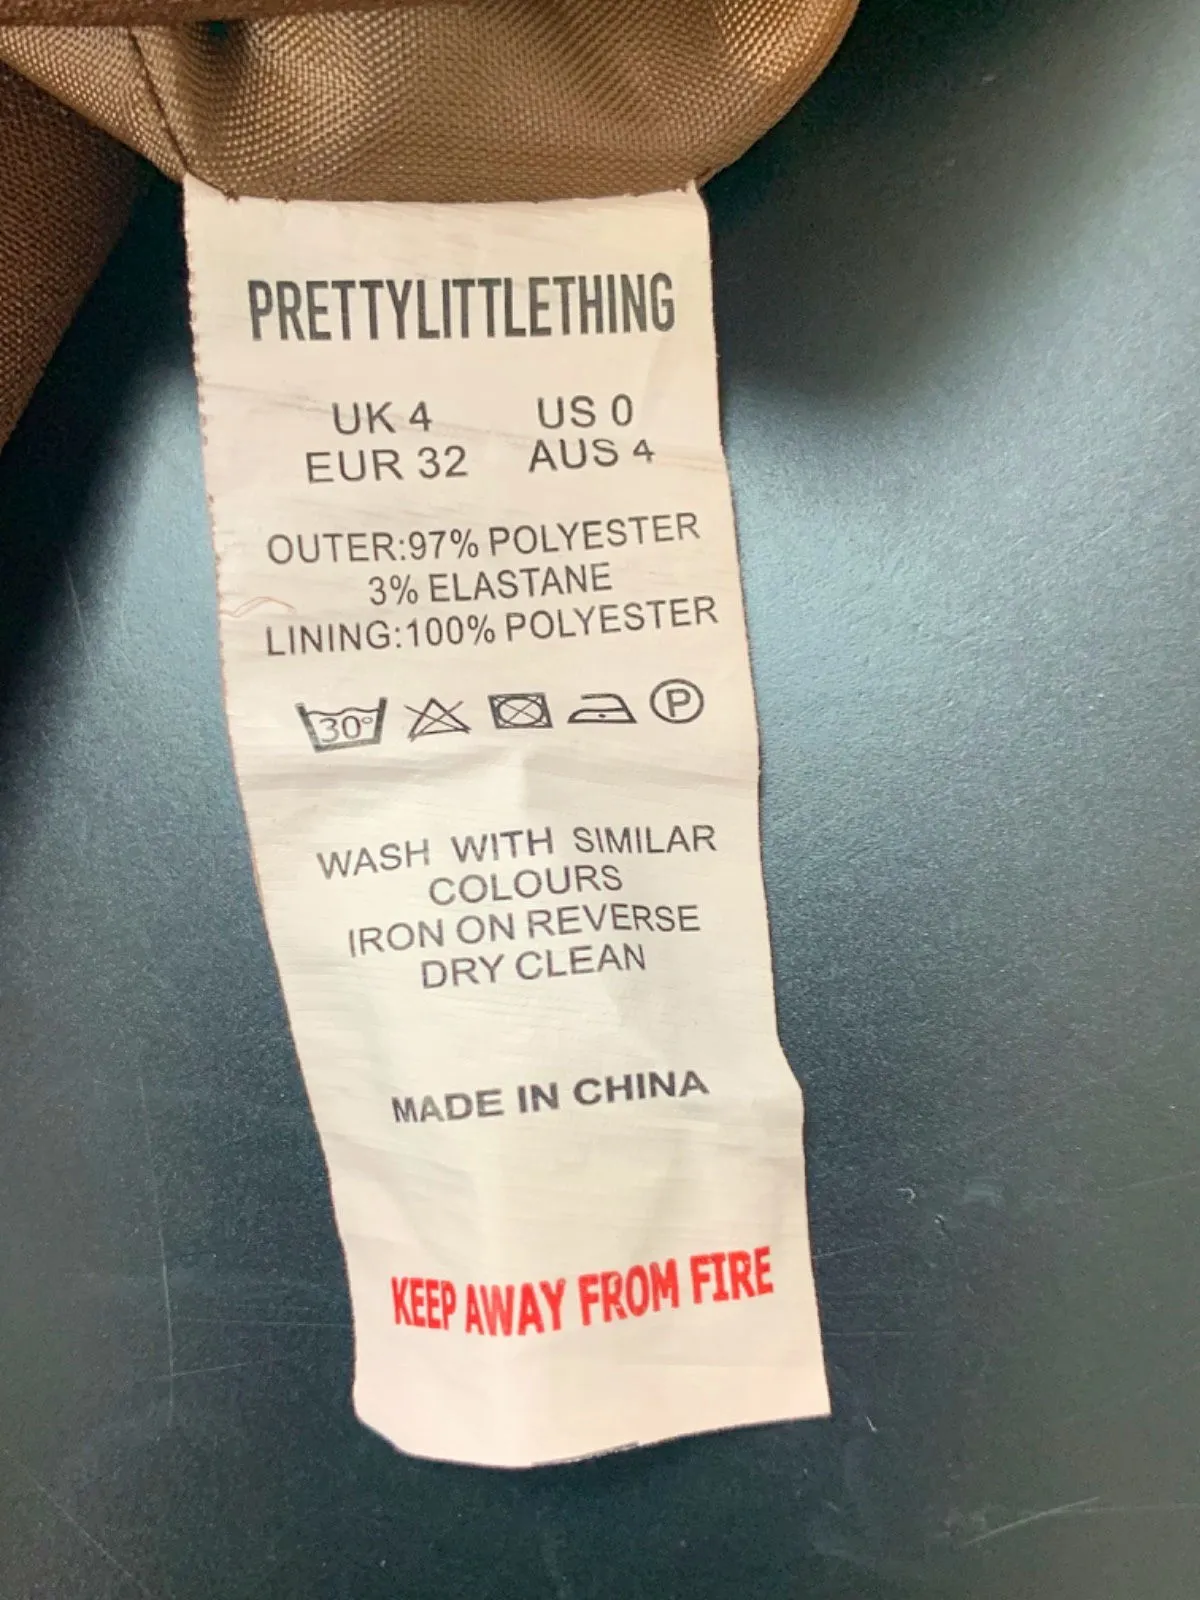 PRETTYLITTLETHING
UK 4 US 0
EUR 32 AUS 4
OUTER:97% POLYESTER
3% ELASTANE
LINING:100% POLYESTER
30° P
WASH WITH SIMILAR
COLOURS
IRON ON REVERSE
DRY CLEAN
MADE IN CHINA
KEEP AWAY FROM FIRE